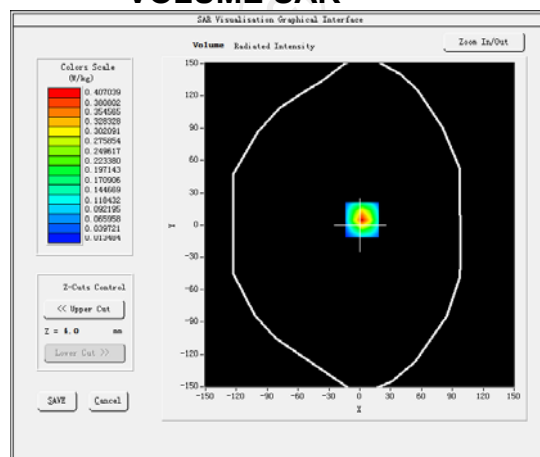 VOLUME SAR
SAR Visualisation Graphical Interface
Volume Radiated Intensity
Zoom In/Out
Colors Scale
(W/kg)
0.407039
0.380802
0.354565
0.328328
0.302091
0.275854
0.249617
0.223380
0.197143
0.170906
0.144669
0.118432
0.092195
0.065958
0.039721
0.013484
150
120
90
60
30
0
-30
-60
-90
-120
-150
Y
-150 -120 -90 -60 -30 0 30 60 90 120 150
X
Z-Cuts Control
<< Upper Cut
Z = 4.0 mm
Lower Cut >>
SAVE Cancel